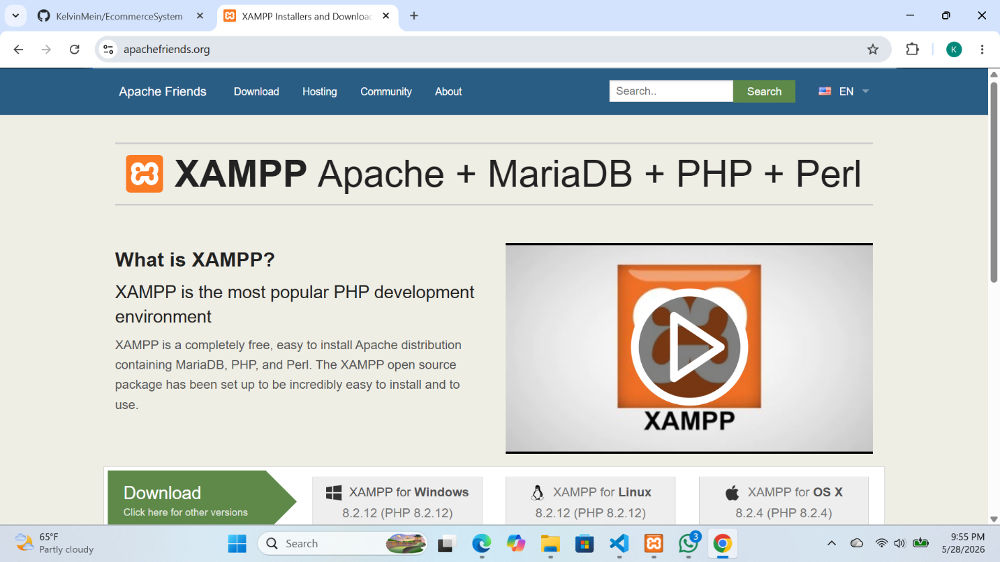 KelvinMein/EcommerceSystem
XAMPP Installers and Downloa
apachefriends.org
K
Apache Friends
Download
Hosting
Community
About
Search..
Search
EN
XAMPP Apache + MariaDB + PHP + Perl
What is XAMPP?
XAMPP is the most popular PHP development
environment
XAMPP is a completely free, easy to install Apache distribution
containing MariaDB, PHP, and Perl. The XAMPP open source
package has been set up to be incredibly easy to install and to
use.
XAMPP
Download
Click here for other versions
XAMPP for Windows
8.2.12 (PHP 8.2.12)
XAMPP for Linux
8.2.12 (PHP 8.2.12)
XAMPP for OS X
8.2.4 (PHP 8.2.4)
65°F
Partly cloudy
Search
3
9:55 PM
5/28/2026